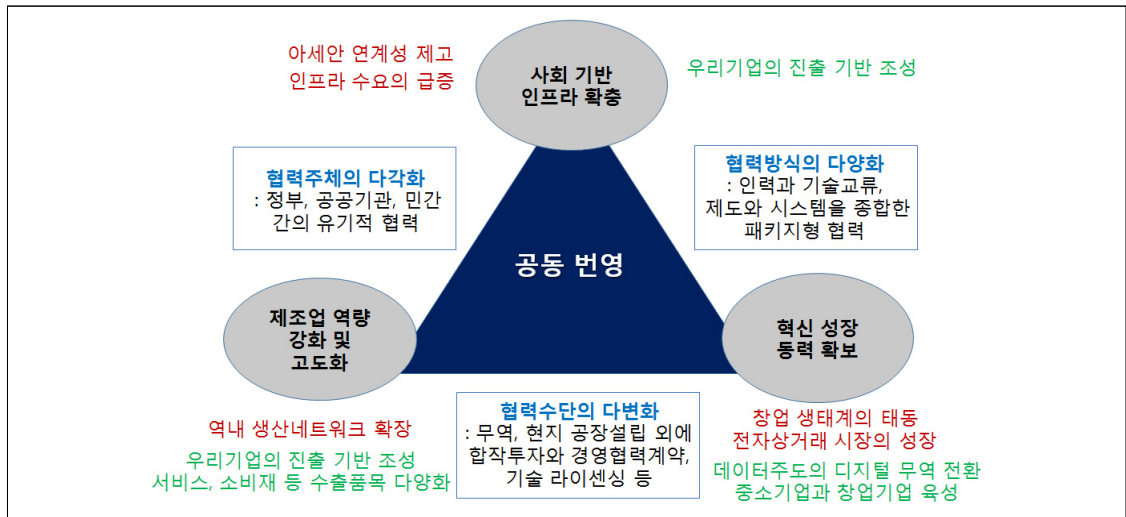 아세안 연계성 제고
인프라 수요의 급증
사회 기반
인프라 확충
우리기업의 진출 기반 조성
협력주체의 다각화
: 정부, 공공기관, 민간
간의 유기적 협력
협력방식의 다양화
: 인력과 기술교류,
제도와 시스템을 종합한
패키지형 협력
공동 번영
제조업 역량
강화 및
고도화
혁신 성장
동력 확보
역내 생산네트워크 확장
우리기업의 진출 기반 조성
서비스, 소비재 등 수출품목 다양화
협력수단의 다변화
: 무역, 현지 공장설립 외에
합작투자와 경영협력계약,
기술 라이센싱 등
창업 생태계의 태동
전자상거래 시장의 성장
데이터주도의 디지털 무역 전환
중소기업과 창업기업 육성